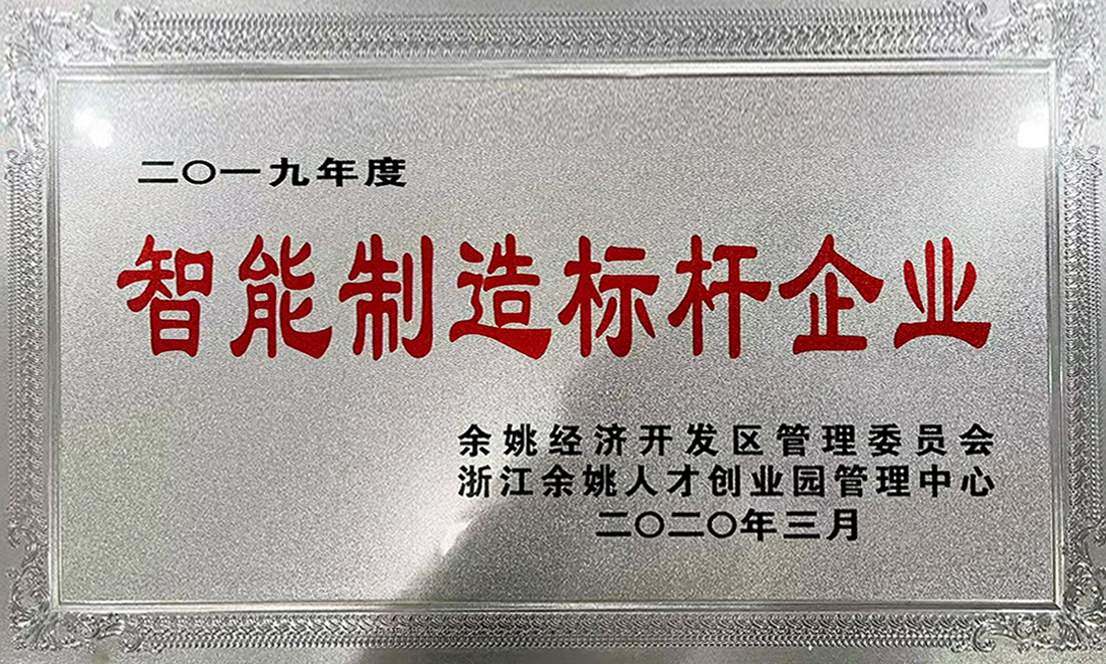 二〇一九年度
智能制造标杆企业
余姚经济开发区管理委员会
浙江余姚人才创业园管理中心
二〇二〇年三月